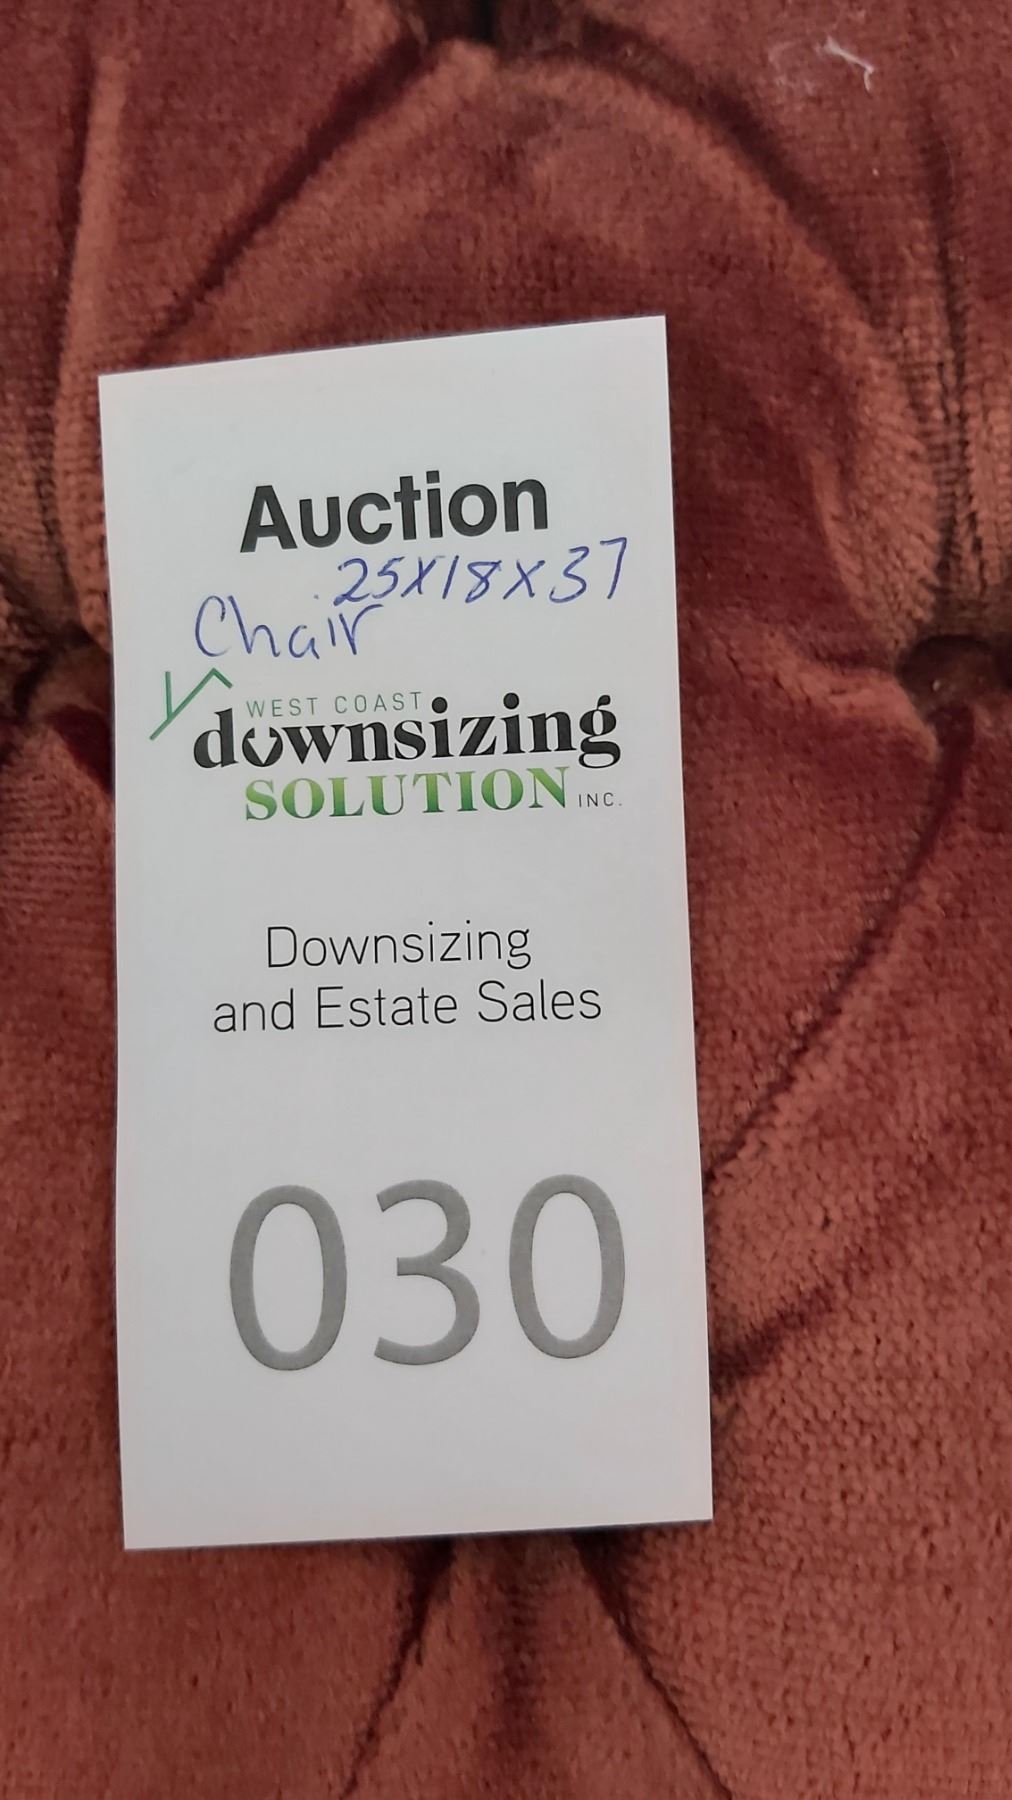 Auction
25X18X37
Chair
WEST COAST
downsizing
SOLUTION INC.
Downsizing
and Estate Sales
030